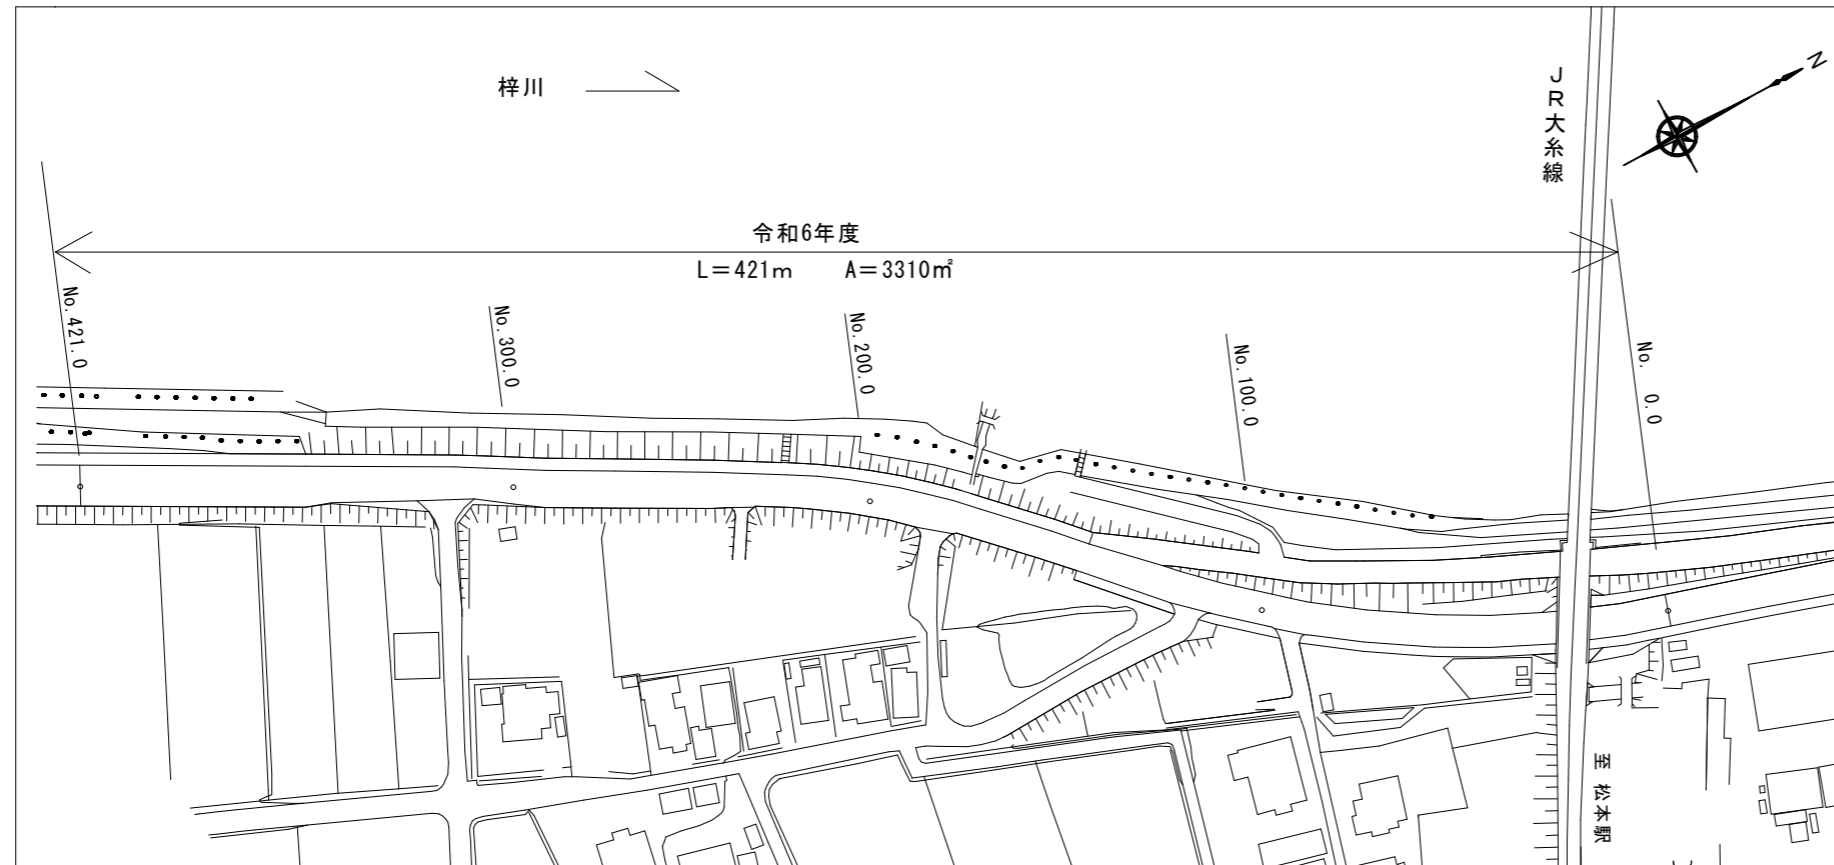 梓川
JR大糸線
N
令和6年度
L=421m A=3310㎡
No.421.0
No.300.0
No.200.0
No.100.0
No. 0.0
至 松本駅